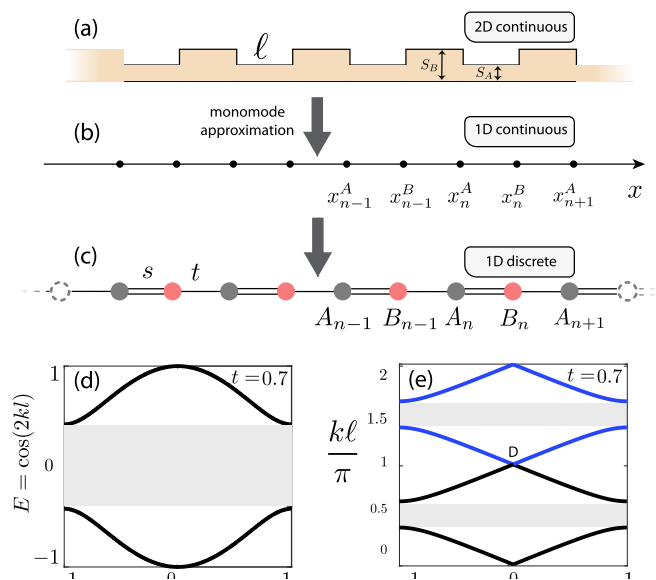 (a)
2D continuous
ℓ
S_B
S_A
monomode
approximation
(b)
1D continuous
x^A_{n−1} x^B_{n−1} x^A_n x^B_n x^A_{n+1} x
(c)
1D discrete
s t
A_{n−1} B_{n−1} A_n B_n A_{n+1}
(d)
t = 0.7
E = cos(2kl)
1
0
−1
-1 0 1
(e)
t = 0.7
kℓ/π
2
1.5
1
0.5
0
D
1 0 1